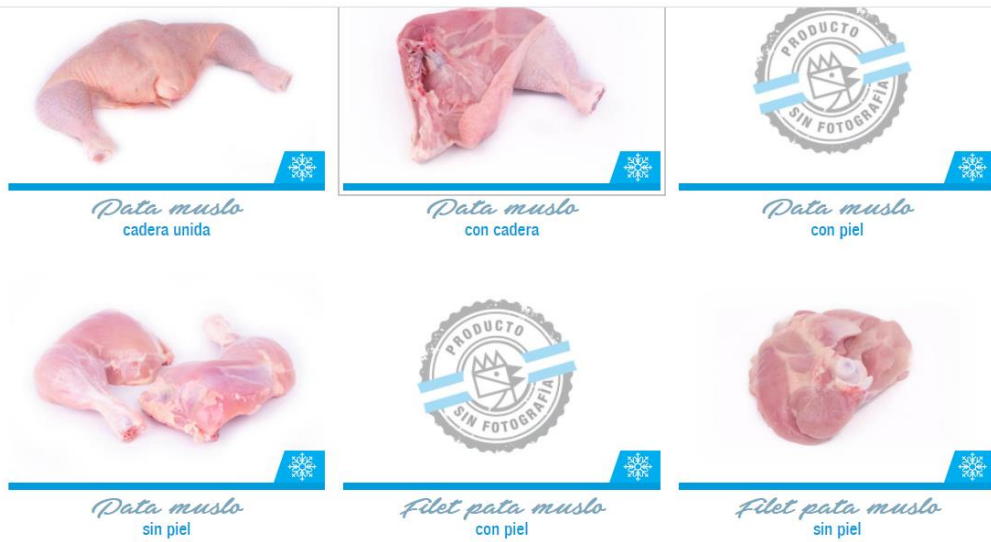 PRODUCTO
SIN FOTOGRAFÍA
Pata muslo
cadera unida
Pata muslo
con cadera
Pata muslo
con piel
PRODUCTO
SIN FOTOGRAFÍA
Pata muslo
sin piel
Filet pata muslo
con piel
Filet pata muslo
sin piel